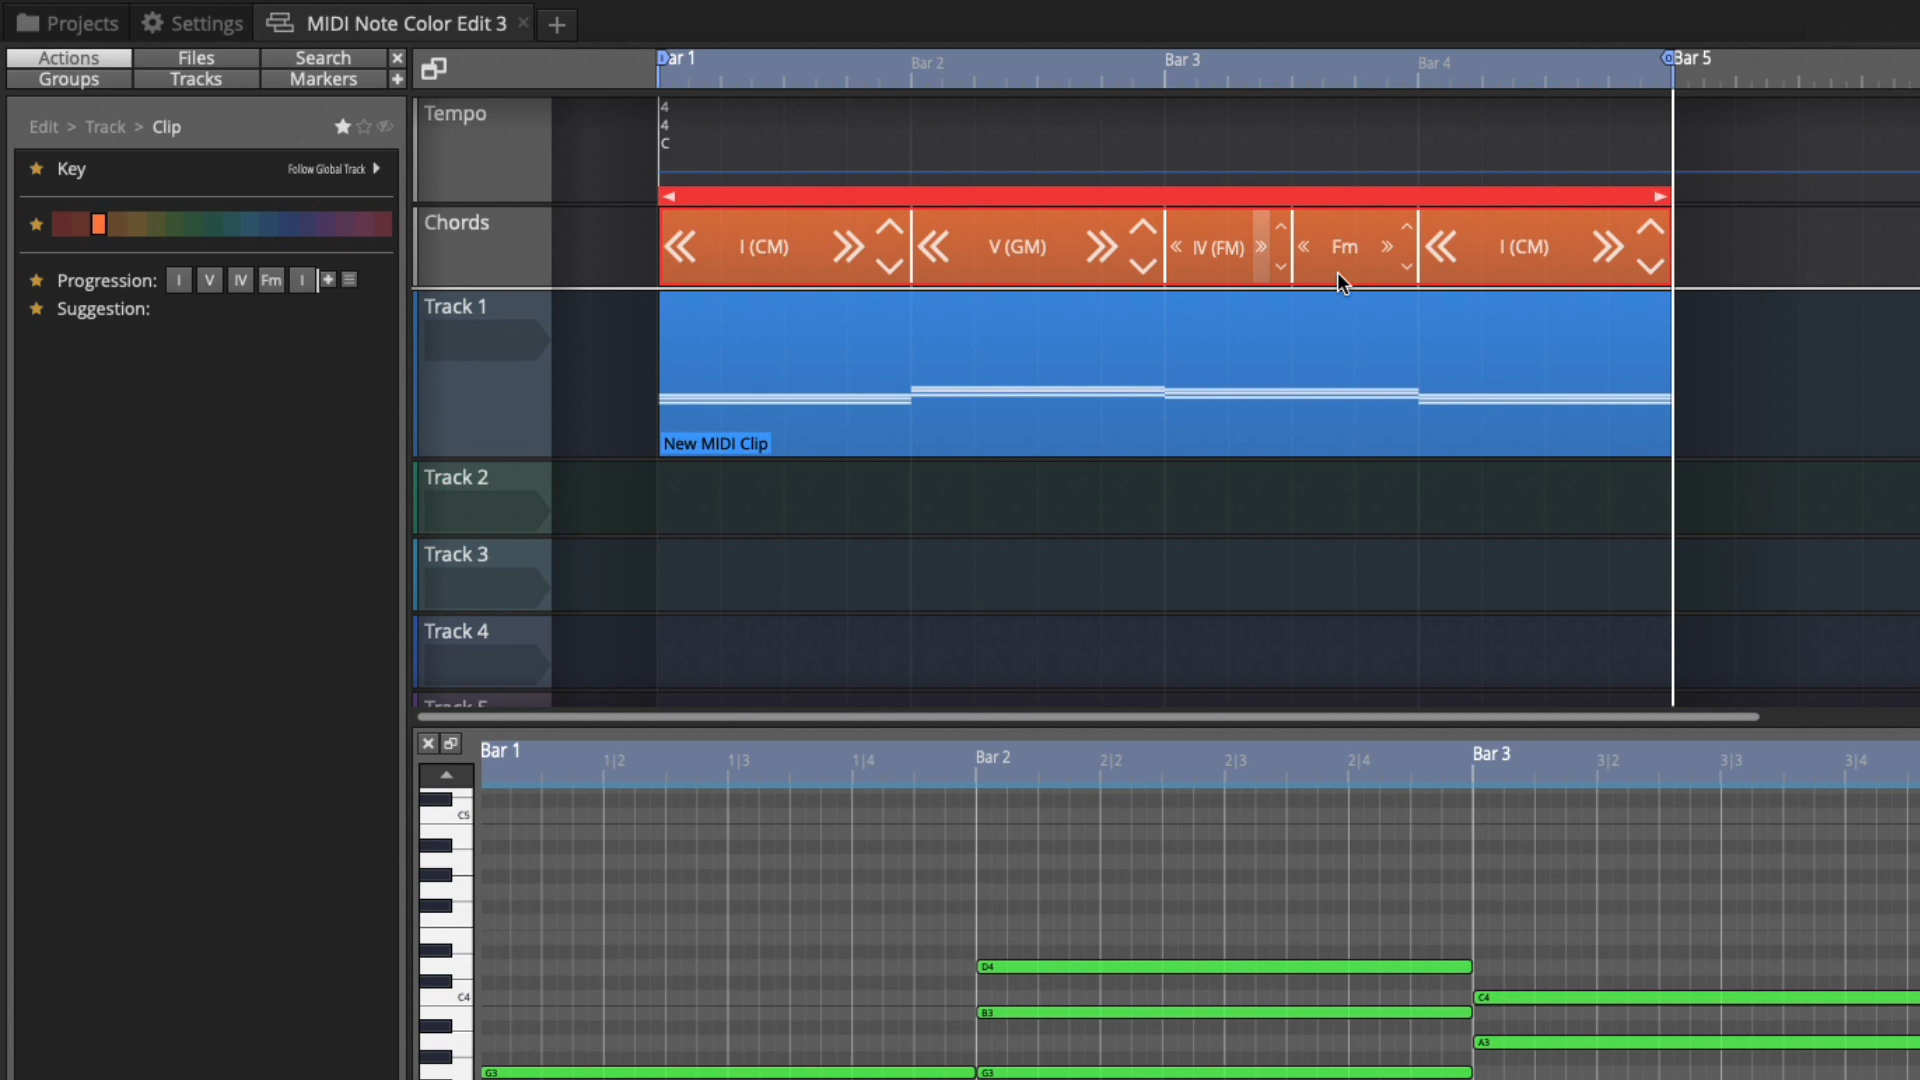 Projects
Settings
MIDI Note Color Edit 3
Actions
Files
Search
Groups
Tracks
Markers
Edit > Track > Clip
Key
Follow Global Track
Progression:
I
V
IV
Fm
I
Suggestion:
Bar 1
Bar 2
Bar 3
Bar 4
Bar 5
Tempo
4
4
C
Chords
I (CM)
V (GM)
IV (FM)
Fm
I (CM)
Track 1
New MIDI Clip
Track 2
Track 3
Track 4
Track 5
Bar 1
1|2
1|3
1|4
Bar 2
2|2
2|3
2|4
Bar 3
3|2
3|3
3|4
C5
D4
C4
C4
B3
A3
G3
G3